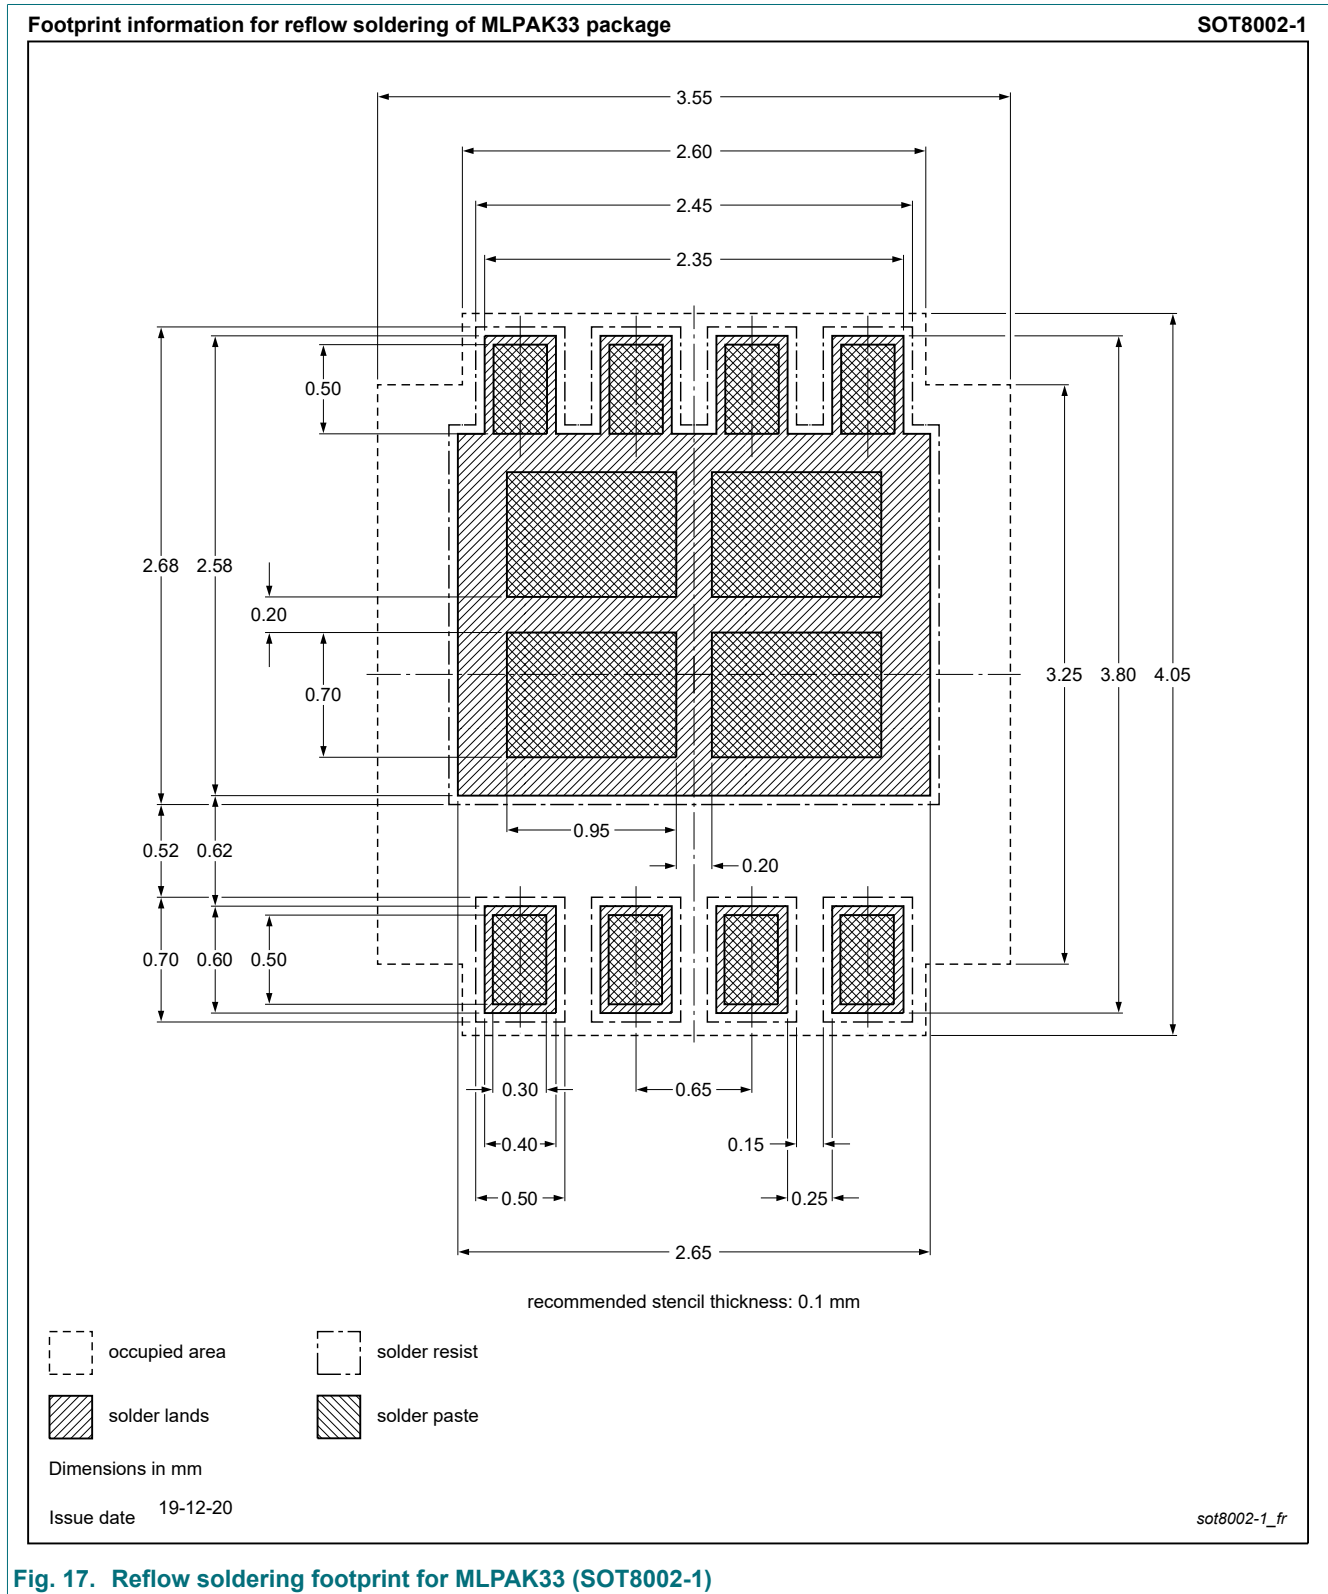 Footprint information for reflow soldering of MLPAK33 package SOT8002-1
3.55
2.60
2.45
2.35
0.50
2.68 2.58
0.20
0.70
3.25 3.80 4.05
0.95
0.52 0.62
0.20
0.70 0.60 0.50
0.30 0.65
0.40 0.15
0.50 0.25
2.65
recommended stencil thickness: 0.1 mm
occupied area solder resist
solder lands solder paste
Dimensions in mm
Issue date 19-12-20
sot8002-1_fr
Fig. 17. Reflow soldering footprint for MLPAK33 (SOT8002-1)